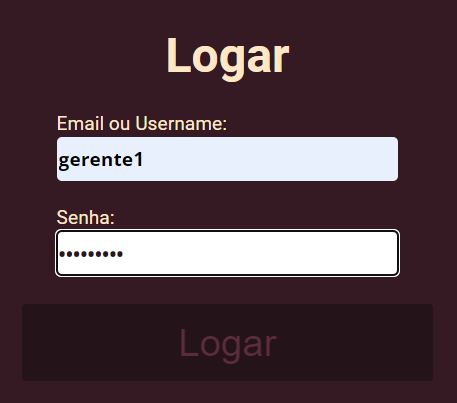 Logar
Email ou Username:
gerente1
Senha:
•••••••••
Logar